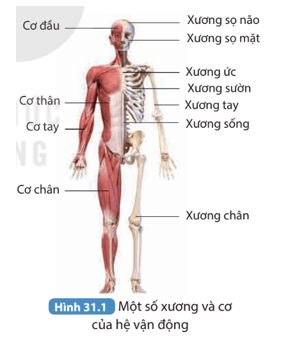 Cơ đầu
Cơ thân
Cơ tay
Cơ chân
Xương sọ não
Xương sọ mặt
Xương ức
Xương sườn
Xương tay
Xương sống
Xương chân
Hình 31.1 Một số xương và cơ
của hệ vận động